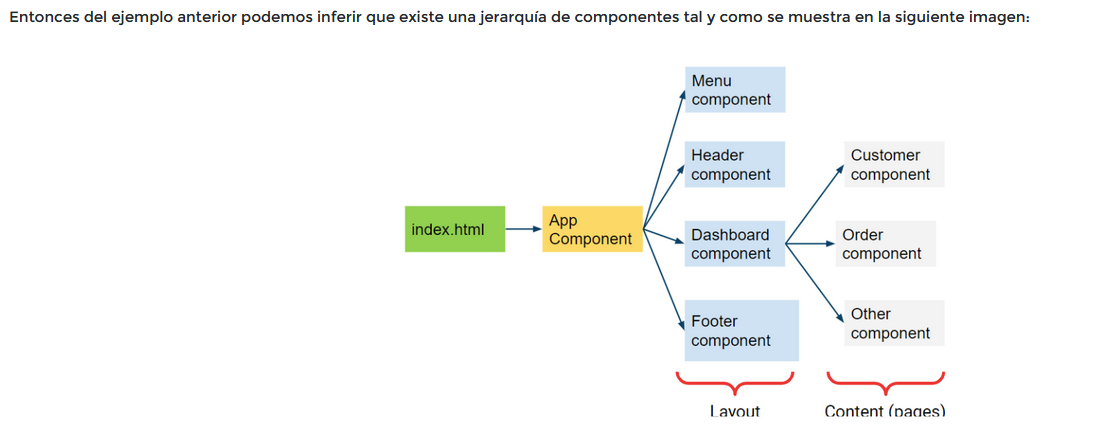 Entonces del ejemplo anterior podemos inferir que existe una jerarquía de componentes tal y como se muestra en la siguiente imagen:
Menu
component
Header
component
Customer
component
index.html
App
Component
Dashboard
component
Order
component
Footer
component
Other
component
Layout
Content (pages)